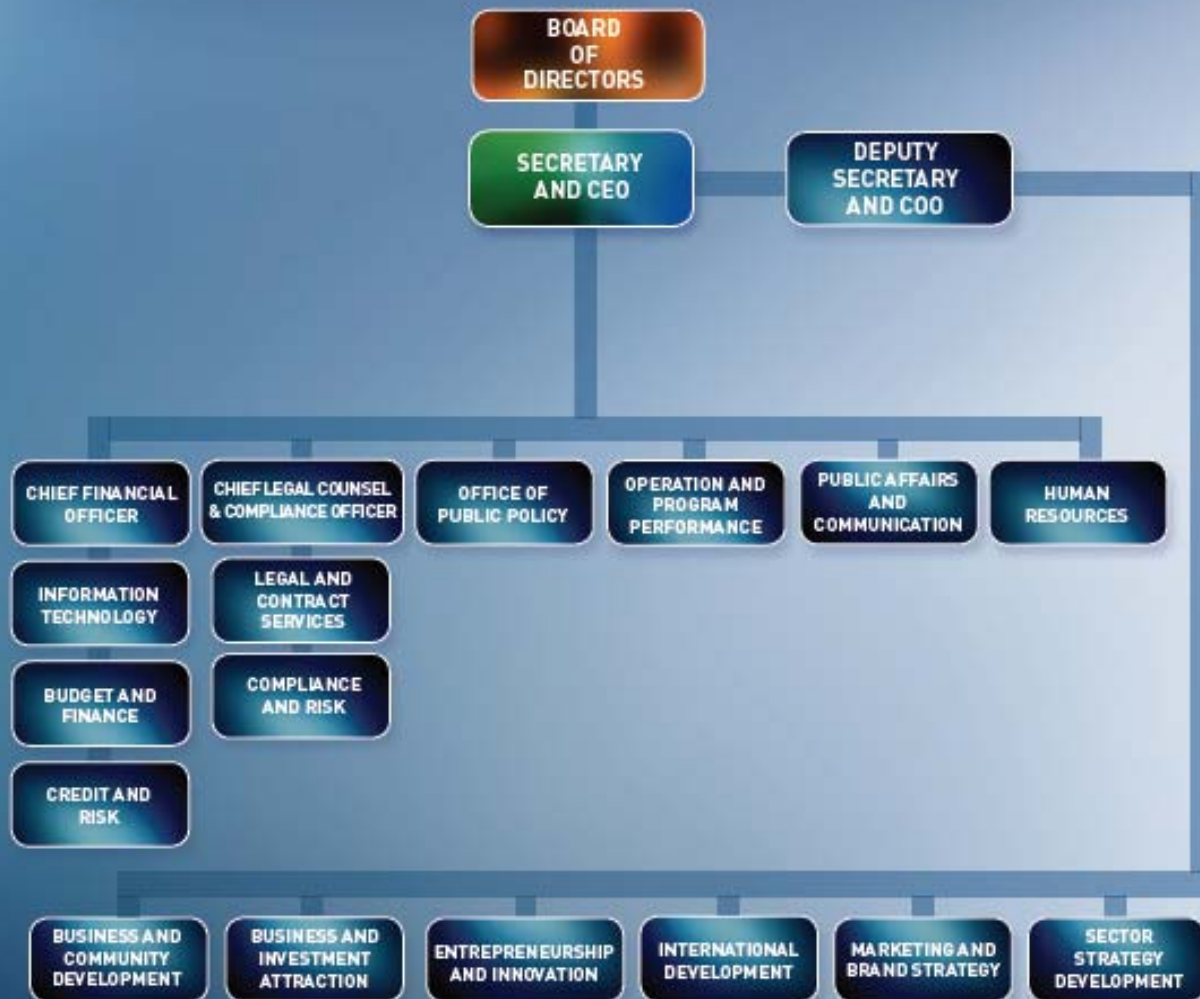 BOARD
OF
DIRECTORS
SECRETARY
AND CEO
DEPUTY
SECRETARY
AND COO
CHIEF FINANCIAL
OFFICER
CHIEF LEGAL COUNSEL
& COMPLIANCE OFFICER
OFFICE OF
PUBLIC POLICY
OPERATION AND
PROGRAM
PERFORMANCE
PUBLIC AFFAIRS
AND
COMMUNICATION
HUMAN
RESOURCES
INFORMATION
TECHNOLOGY
LEGAL AND
CONTRACT
SERVICES
BUDGET AND
FINANCE
COMPLIANCE
AND RISK
CREDIT AND
RISK
BUSINESS AND
COMMUNITY
DEVELOPMENT
BUSINESS AND
INVESTMENT
ATTRACTION
ENTREPRENEURSHIP
AND INNOVATION
INTERNATIONAL
DEVELOPMENT
MARKETING AND
BRAND STRATEGY
SECTOR
STRATEGY
DEVELOPMENT